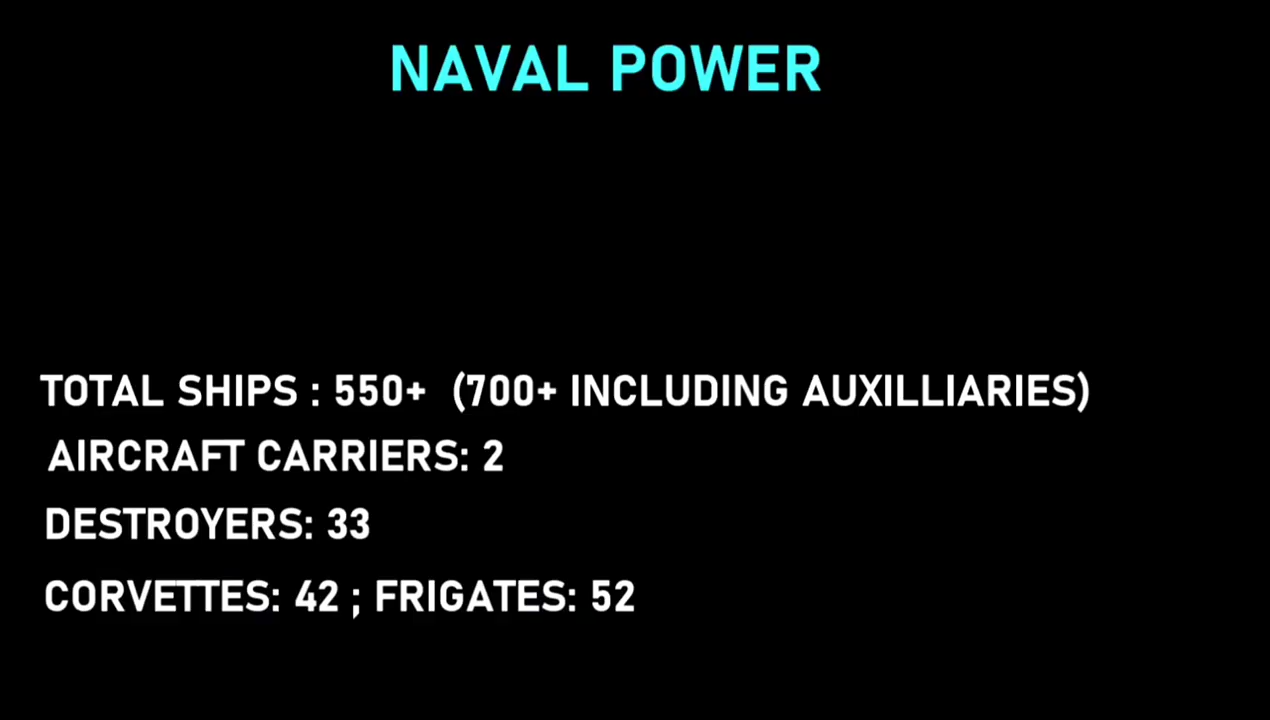 NAVAL POWER
TOTAL SHIPS : 550+ (700+ INCLUDING AUXILLIARIES)
AIRCRAFT CARRIERS: 2
DESTROYERS: 33
CORVETTES: 42 ; FRIGATES: 52